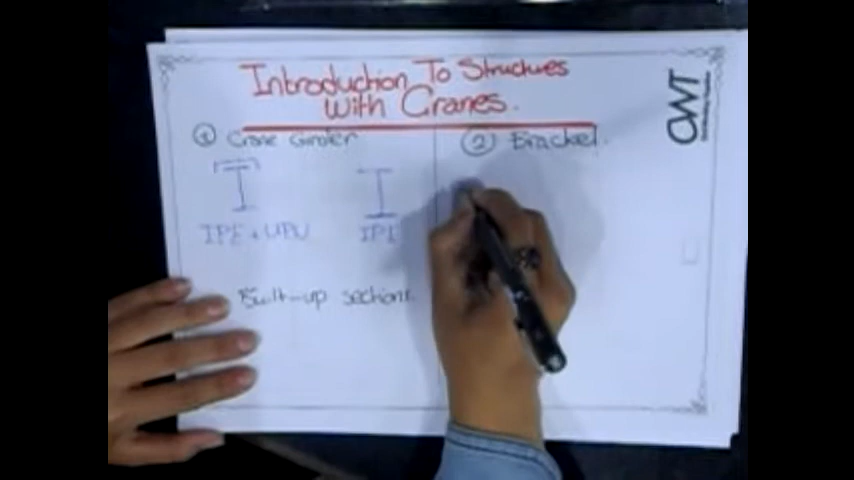 Introduction To Structures
With Cranes.
① Crane Girder
② Bracket.
IPE + UPN
IPE
Built-up sections.
CWT